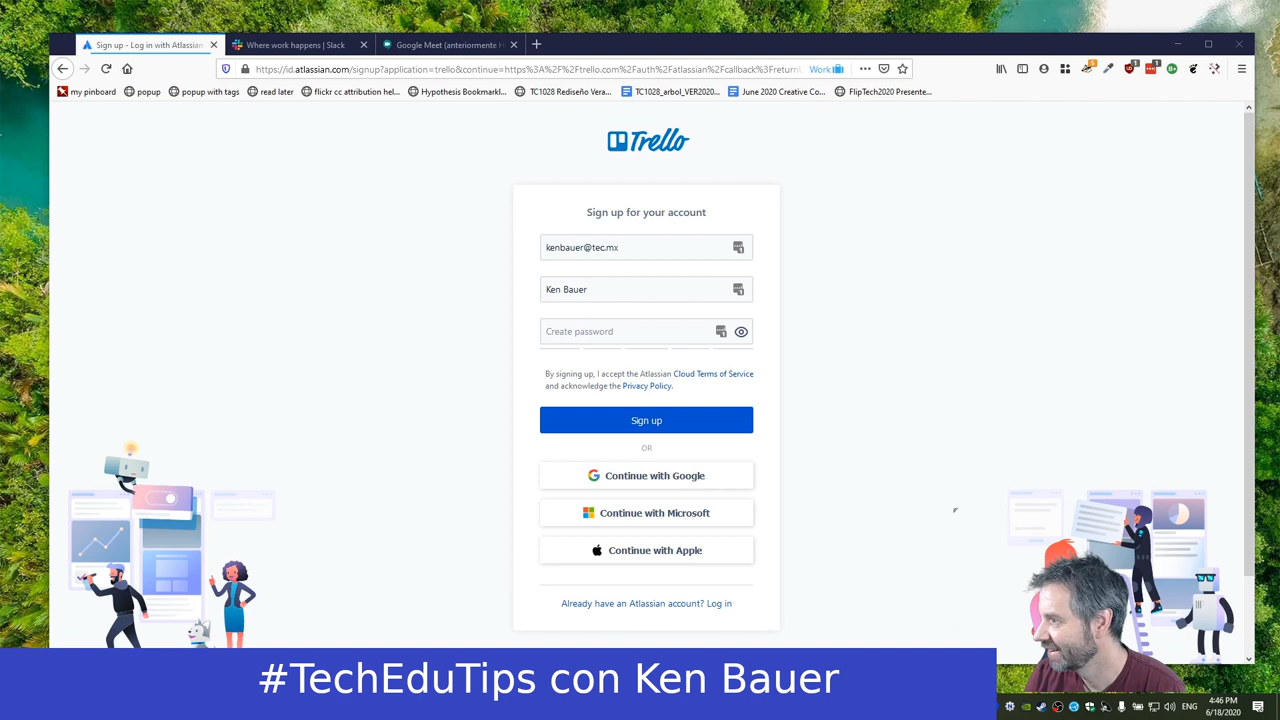 Sign up - Log in with Atlassian
Where work happens | Slack
Google Meet (anteriormente H
https://id.atlassian.com/signup?application=trello&continue=https%3A%2F%2Ftrello.com%2Fauth%2Fatlassian%2Fcallback%3Freturn
Work
my pinboard
popup
popup with tags
read later
flickr cc attribution hel...
Hypothesis Bookmarkl...
TC1028 Rediseño Vera...
TC1028_arbol_VER2020...
June 2020 Creative Co...
FlipTech2020 Presente...
Trello
Sign up for your account
kenbauer@tec.mx
Ken Bauer
Create password
By signing up, I accept the Atlassian Cloud Terms of Service
and acknowledge the Privacy Policy.
Sign up
OR
Continue with Google
Continue with Microsoft
Continue with Apple
Already have an Atlassian account? Log in
#TechEduTips con Ken Bauer
ENG
4:46 PM
6/18/2020